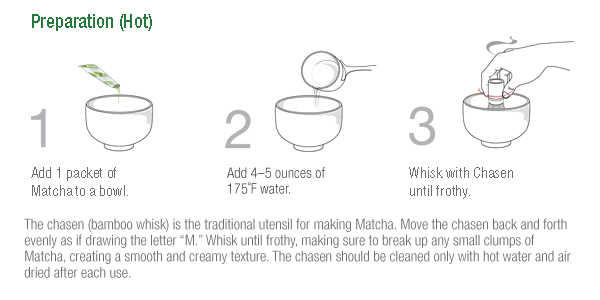 Preparation (Hot)
1
Add 1 packet of
Matcha to a bowl.
2
Add 4–5 ounces of
175˚F water.
3
Whisk with Chasen
until frothy.
The chasen (bamboo whisk) is the traditional utensil for making Matcha. Move the chasen back and forth
evenly as if drawing the letter “M.” Whisk until frothy, making sure to break up any small clumps of
Matcha, creating a smooth and creamy texture. The chasen should be cleaned only with hot water and air
dried after each use.